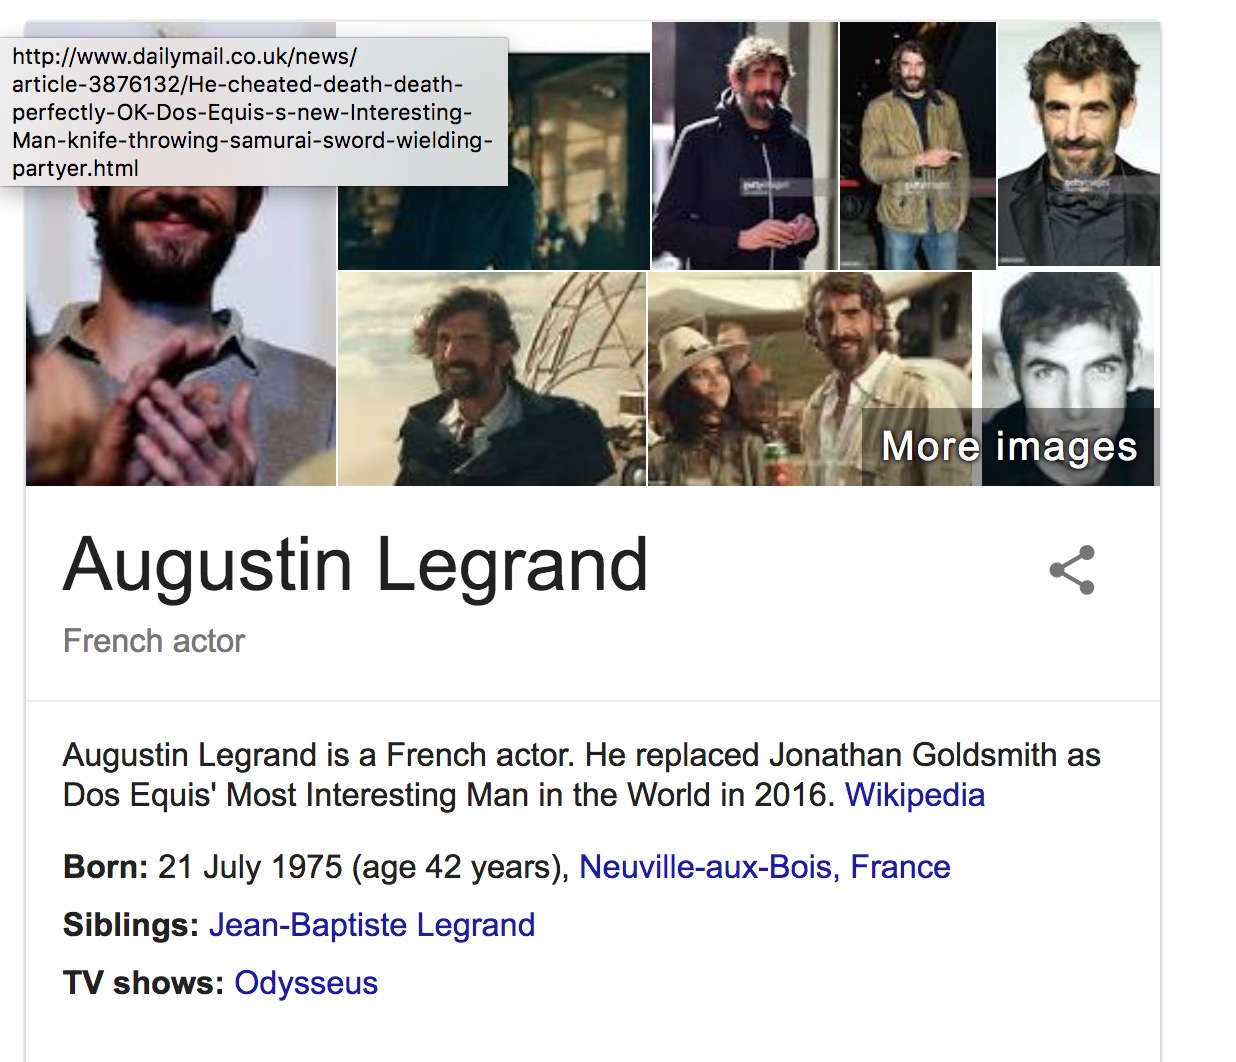 http://www.dailymail.co.uk/news/
article-3876132/He-cheated-death-death-
perfectly-OK-Dos-Equis-s-new-Interesting-
Man-knife-throwing-samurai-sword-wielding-
partyer.html
gettyimages
gettyimages
gettyimages
More images
Augustin Legrand
French actor
Augustin Legrand is a French actor. He replaced Jonathan Goldsmith as
Dos Equis' Most Interesting Man in the World in 2016. Wikipedia
Born: 21 July 1975 (age 42 years), Neuville-aux-Bois, France
Siblings: Jean-Baptiste Legrand
TV shows: Odysseus